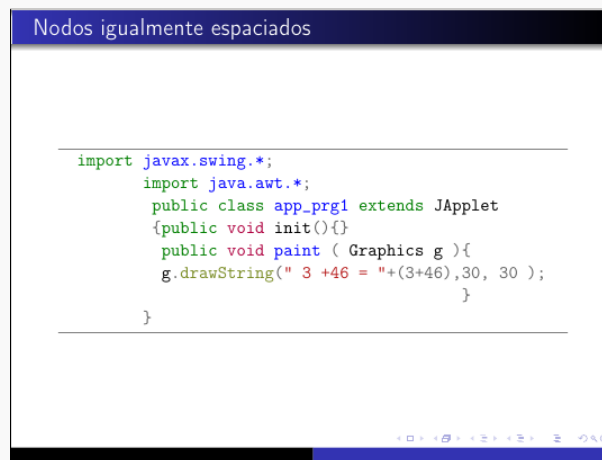 Nodos igualmente espaciados
import javax.swing.*;
import java.awt.*;
public class app_prg1 extends JApplet
{public void init(){}
public void paint ( Graphics g ){
g.drawString(" 3 +46 = "+(3+46),30, 30 );
}
}